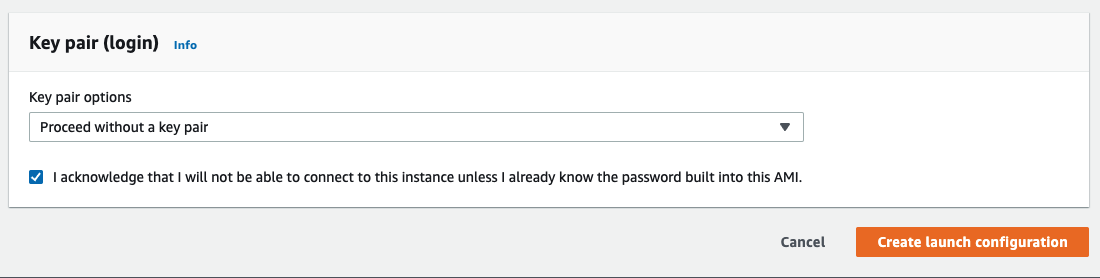 Key pair (login) Info
Key pair options
Proceed without a key pair
I acknowledge that I will not be able to connect to this instance unless I already know the password built into this AMI.
Cancel Create launch configuration